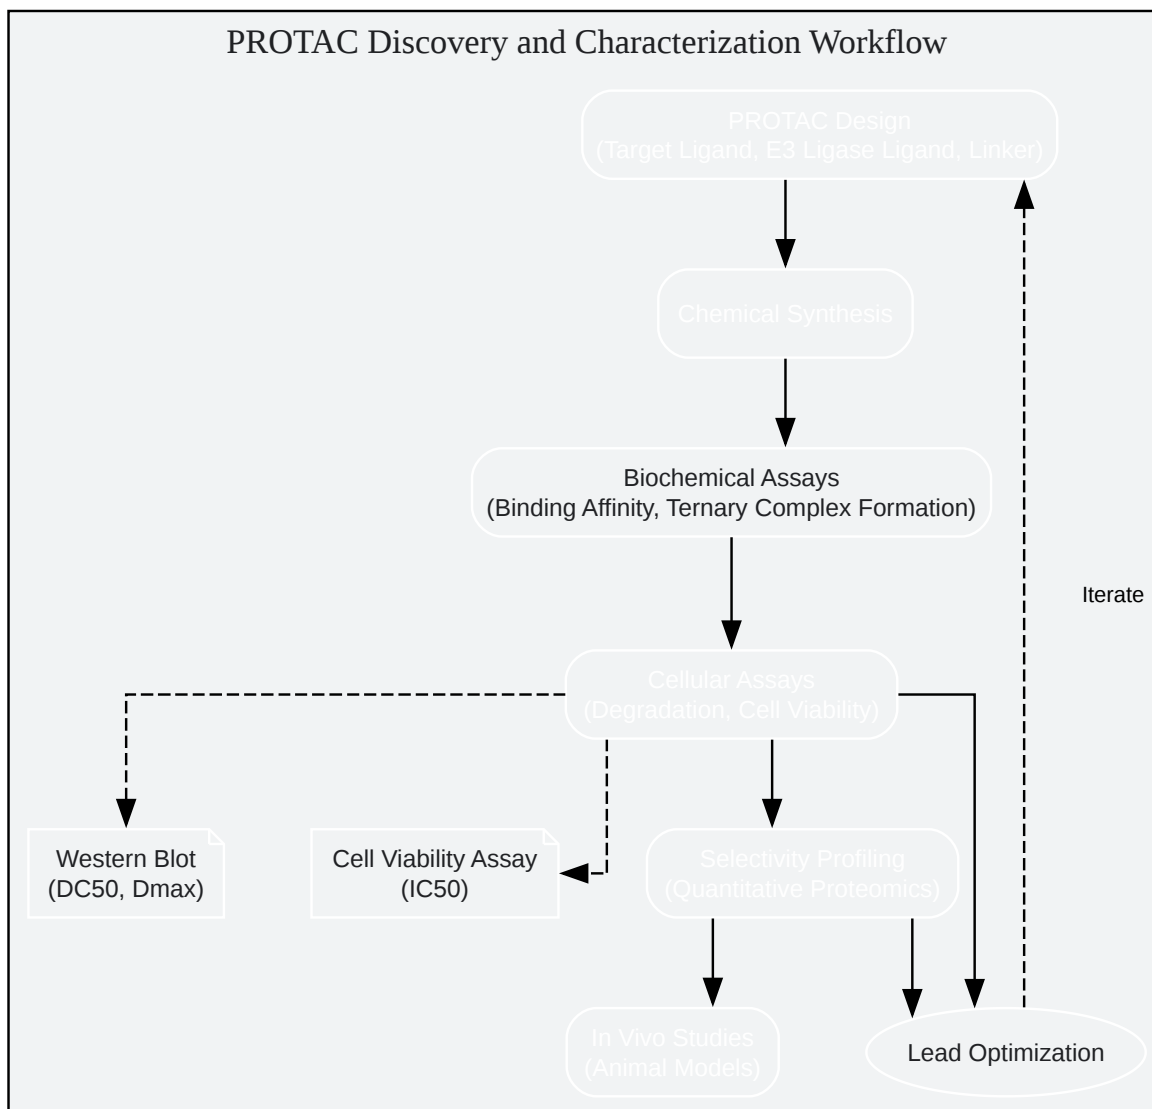 PROTAC Discovery and Characterization Workflow
PROTAC Design
(Target Ligand, E3 Ligase Ligand, Linker)
Chemical Synthesis
Biochemical Assays
(Binding Affinity, Ternary Complex Formation)
Iterate
Cellular Assays
(Degradation, Cell Viability)
Western Blot
(DC50, Dmax)
Cell Viability Assay
(IC50)
Selectivity Profiling
(Quantitative Proteomics)
In Vivo Studies
(Animal Models)
Lead Optimization